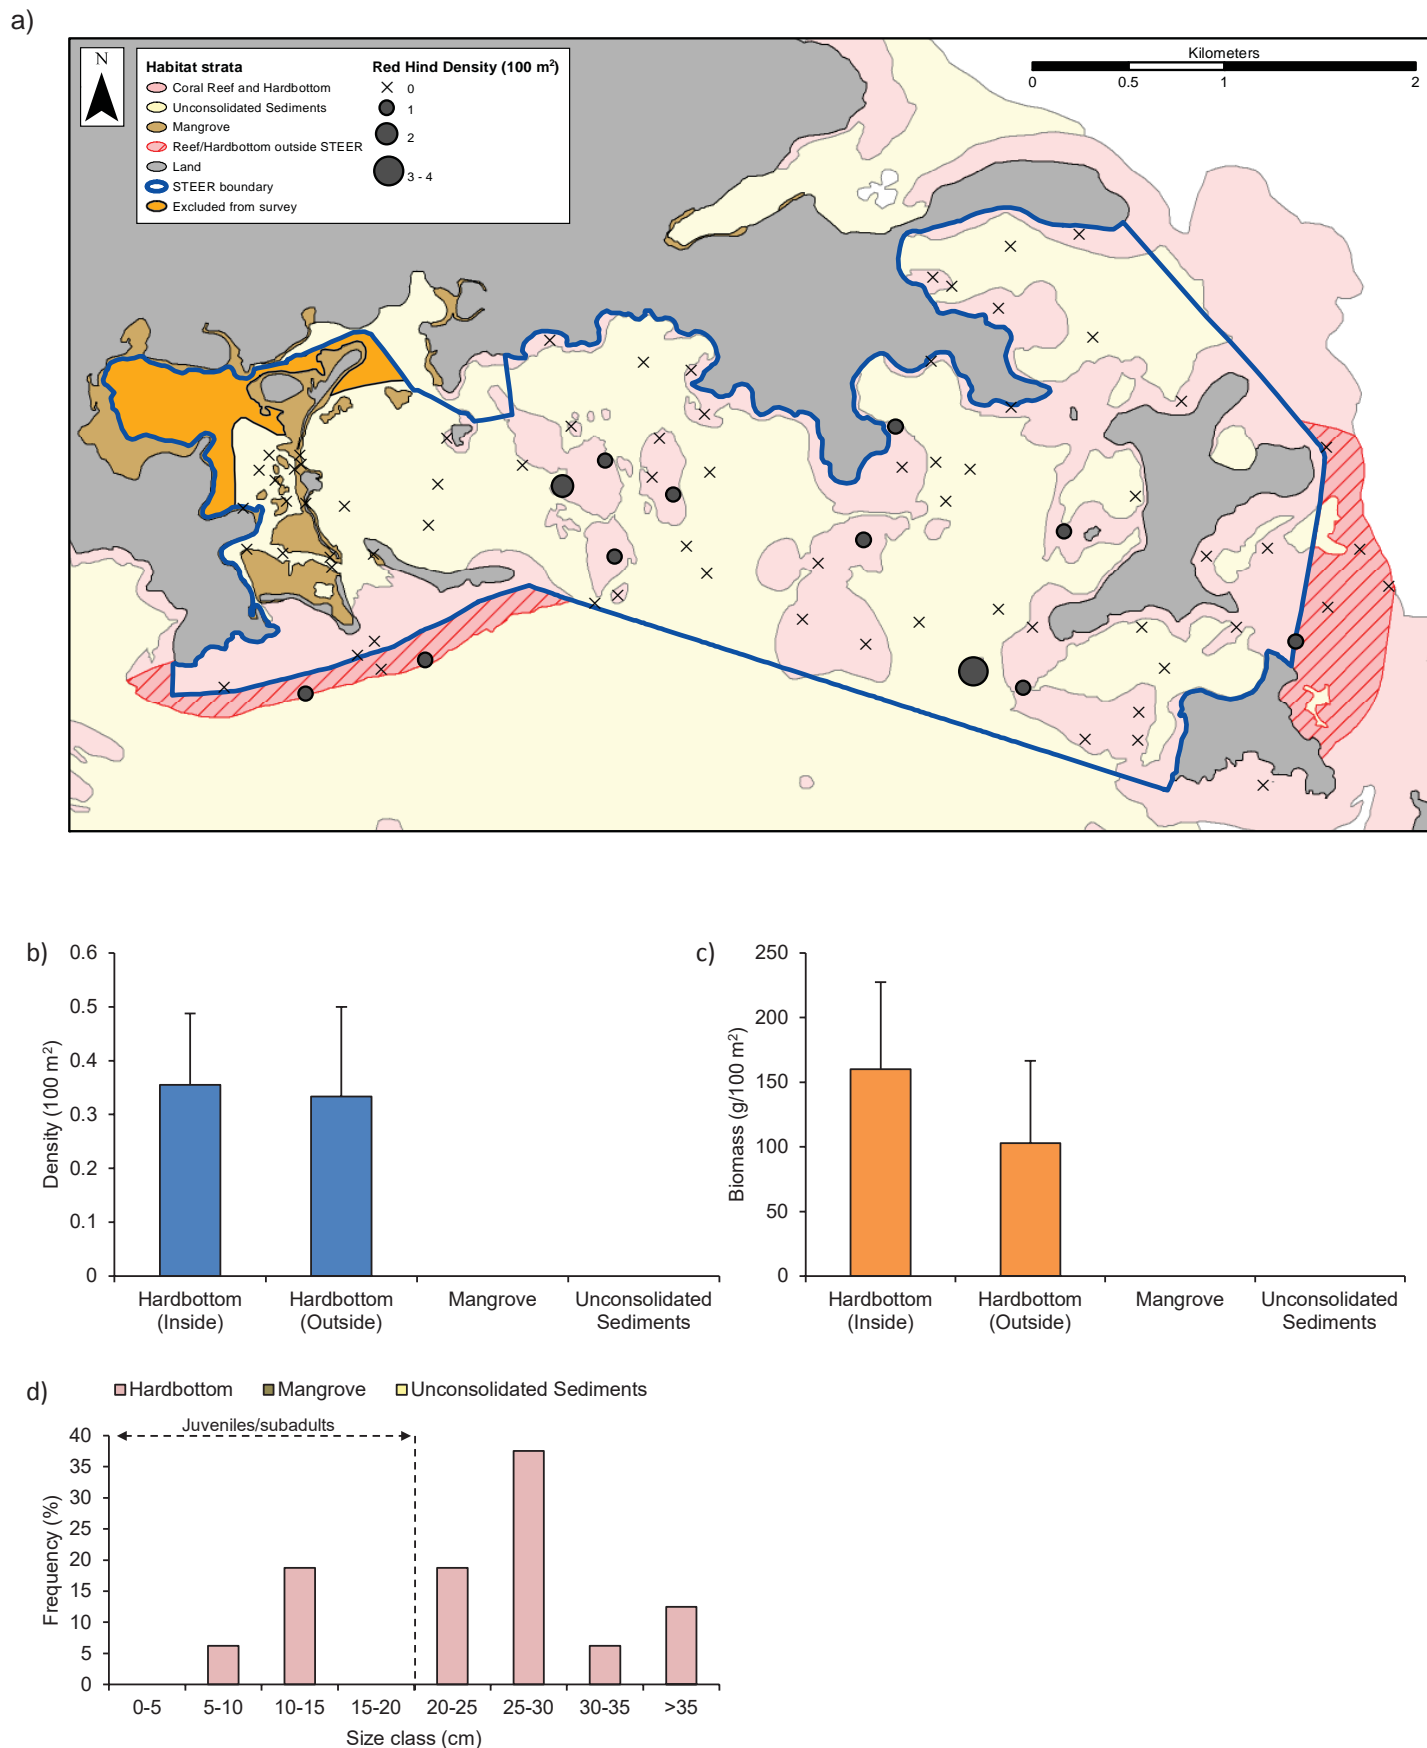 a)
N
Habitat strata
Coral Reef and Hardbottom
Unconsolidated Sediments
Mangrove
Reef/Hardbottom outside STEER
Land
STEER boundary
Excluded from survey
Red Hind Density (100 m²)
0
1
2
3 - 4
Kilometers
0 0.5 1 2
b)
0.6
0.5
0.4
0.3
0.2
0.1
0
Density (100 m²)
Hardbottom (Inside)
Hardbottom (Outside)
Mangrove
Unconsolidated Sediments
c)
250
200
150
100
50
0
Biomass (g/100 m²)
Hardbottom (Inside)
Hardbottom (Outside)
Mangrove
Unconsolidated Sediments
d)
Hardbottom Mangrove Unconsolidated Sediments
Juveniles/subadults
40
35
30
25
20
15
10
5
0
Frequency (%)
0-5 5-10 10-15 15-20 20-25 25-30 30-35 >35
Size class (cm)